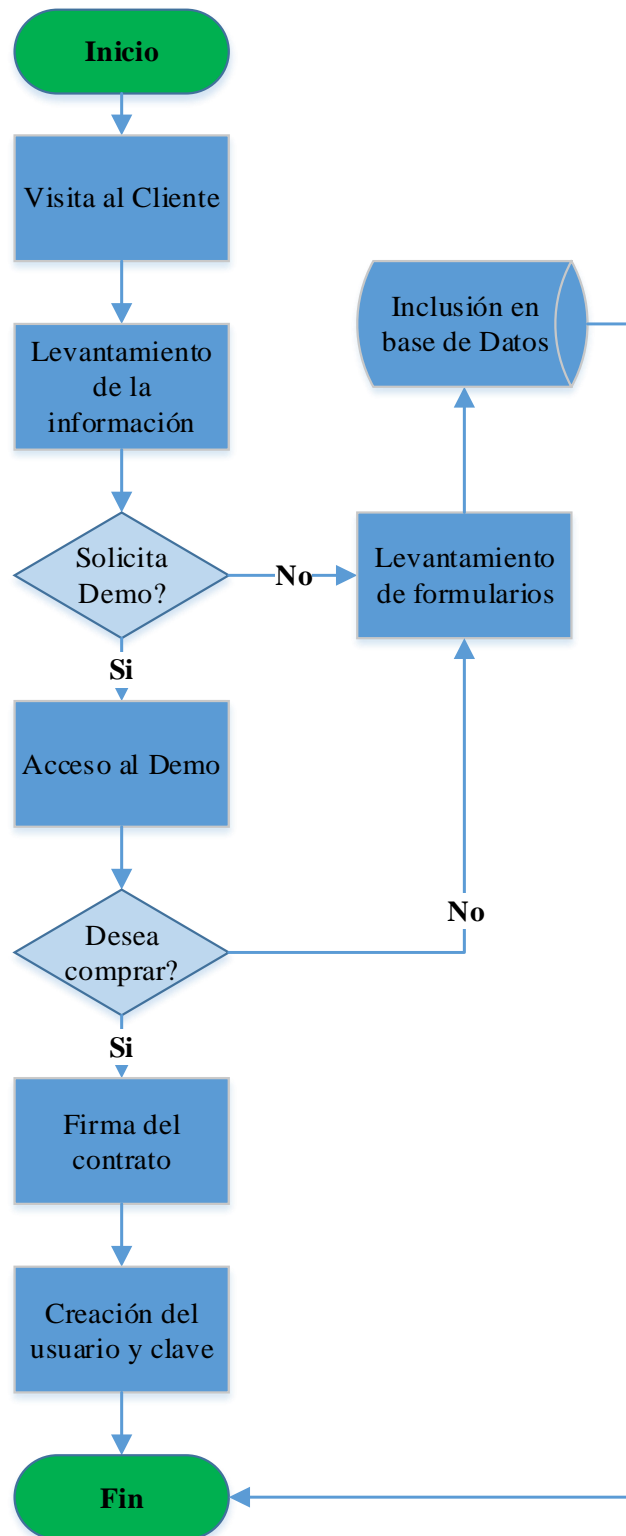 Inicio
Visita al Cliente
Levantamiento
de la
información
Solicita
Demo?
No
Si
Acceso al Demo
Desea
comprar?
No
Si
Firma del
contrato
Creación del
usuario y clave
Fin
Inclusión en
base de Datos
Levantamiento
de formularios